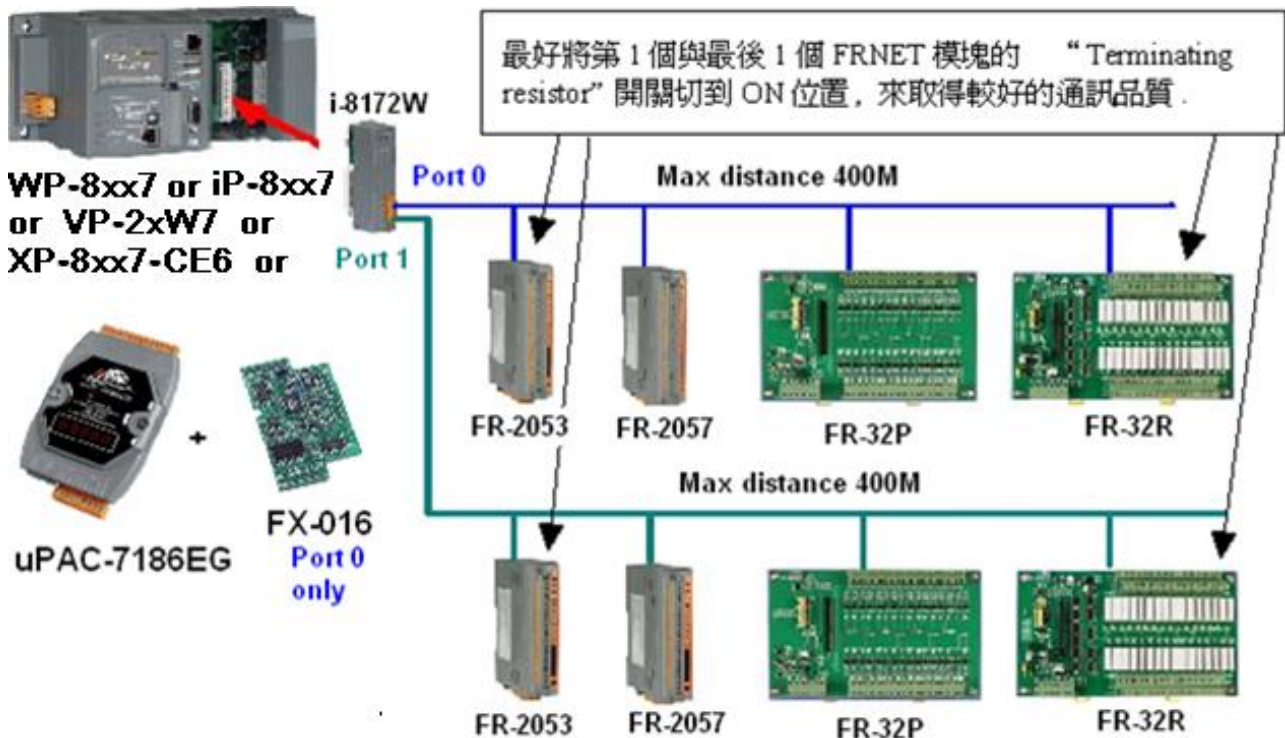 最好將第 1 個與最後 1 個 FRNET 模塊的 “Terminating
resistor” 開關切到 ON 位置, 來取得較好的通訊品質 .
i-8172W
WP-8xx7 or iP-8xx7
or VP-2xW7 or
XP-8xx7-CE6 or
Port 0
Max distance 400M
Port 1
FR-2053
FR-2057
FR-32P
FR-32R
Max distance 400M
uPAC-7186EG
+
FX-016
Port 0
only
FR-2053
FR-2057
FR-32P
FR-32R